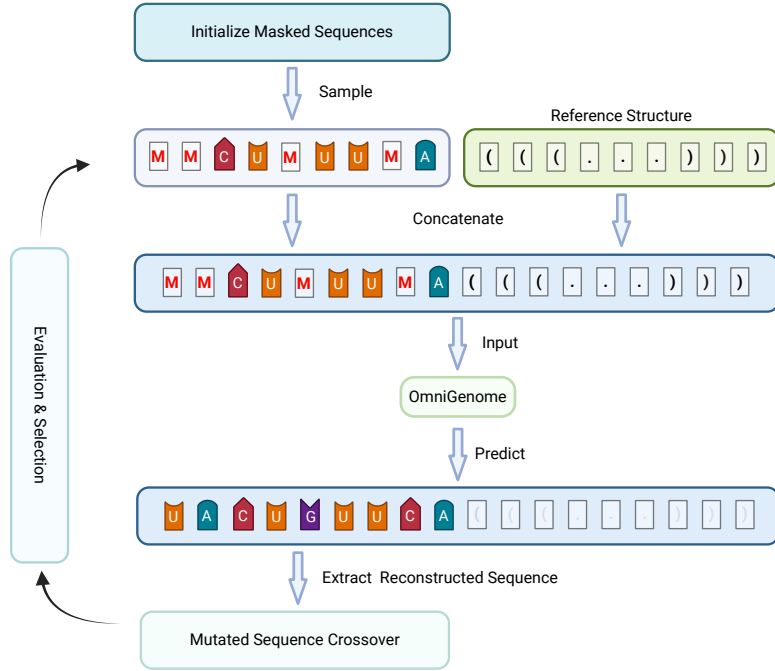 Initialize Masked Sequences
Sample
Reference Structure
M M C U M U U M A
( ( ( . . . ) ) )
Concatenate
M M C U M U U M A ( ( ( . . . ) ) )
Input
OmniGenome
Evaluation & Selection
Predict
U A C U G U U C A ( ( ( . . . ) ) )
Extract Reconstructed Sequence
Mutated Sequence Crossover